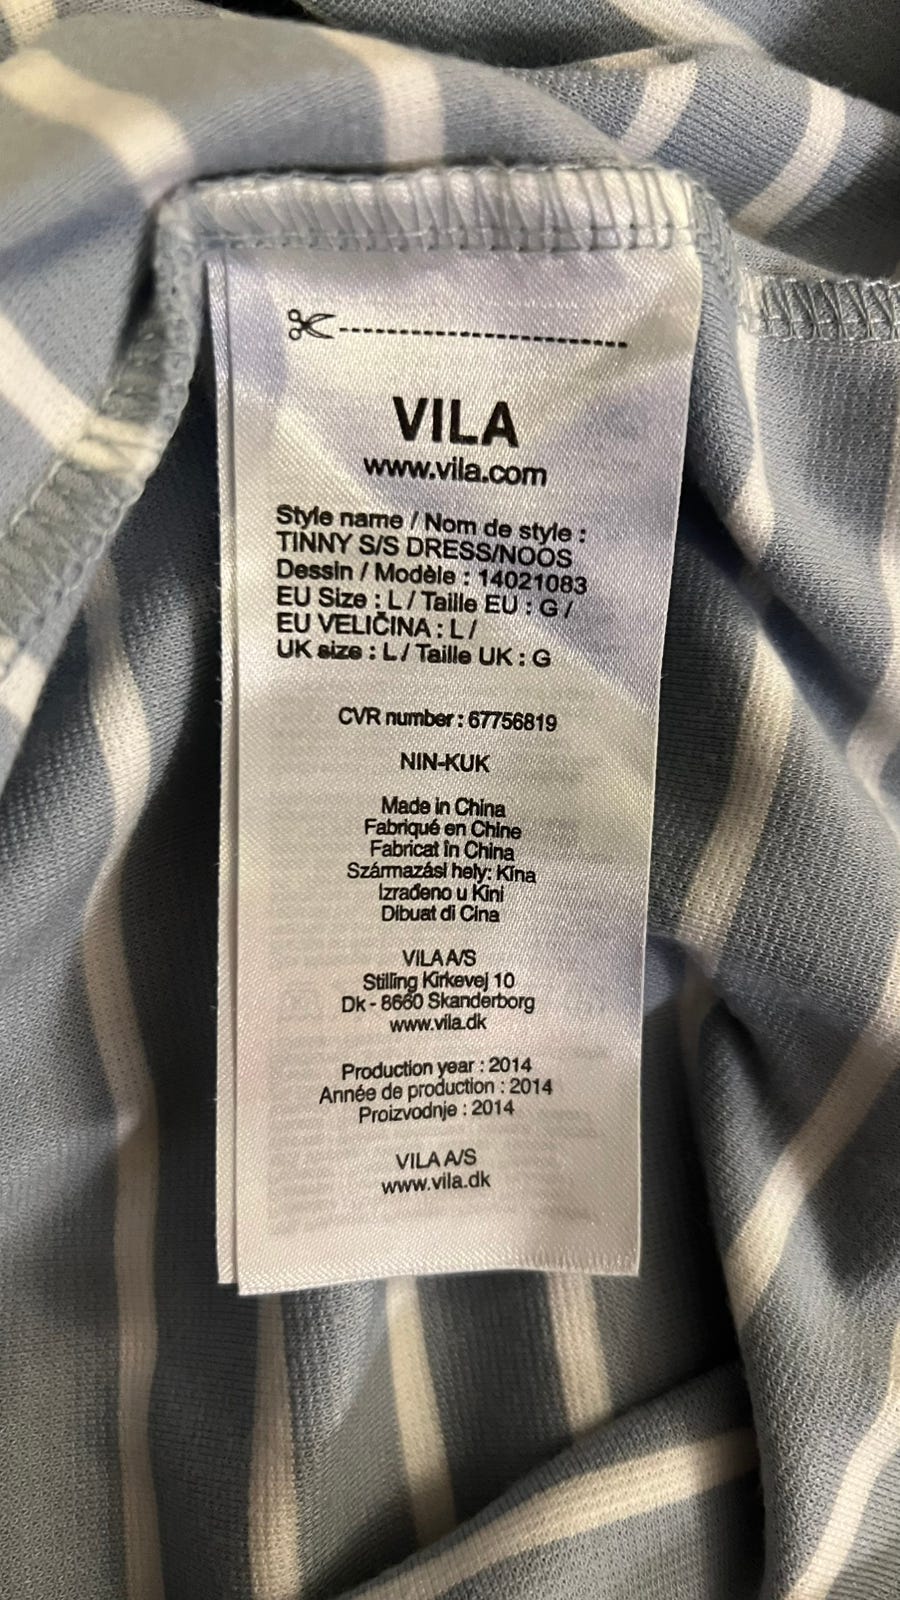 VILA
www.vila.com
Style name / Nom de style :
TINNY S/S DRESS/NOOS
Dessin / Modèle : 14021083
EU Size : L / Taille EU : G /
EU VELIČINA : L /
UK size : L / Taille UK : G
CVR number : 67756819
NIN-KUK
Made in China
Fabriqué en Chine
Fabricat în China
Származási hely: Kína
Izrađeno u Kini
Dibuat di Cina
VILA A/S
Stilling Kirkevej 10
Dk - 8660 Skanderborg
www.vila.dk
Production year : 2014
Année de production : 2014
Proizvodnje : 2014
VILA A/S
www.vila.dk